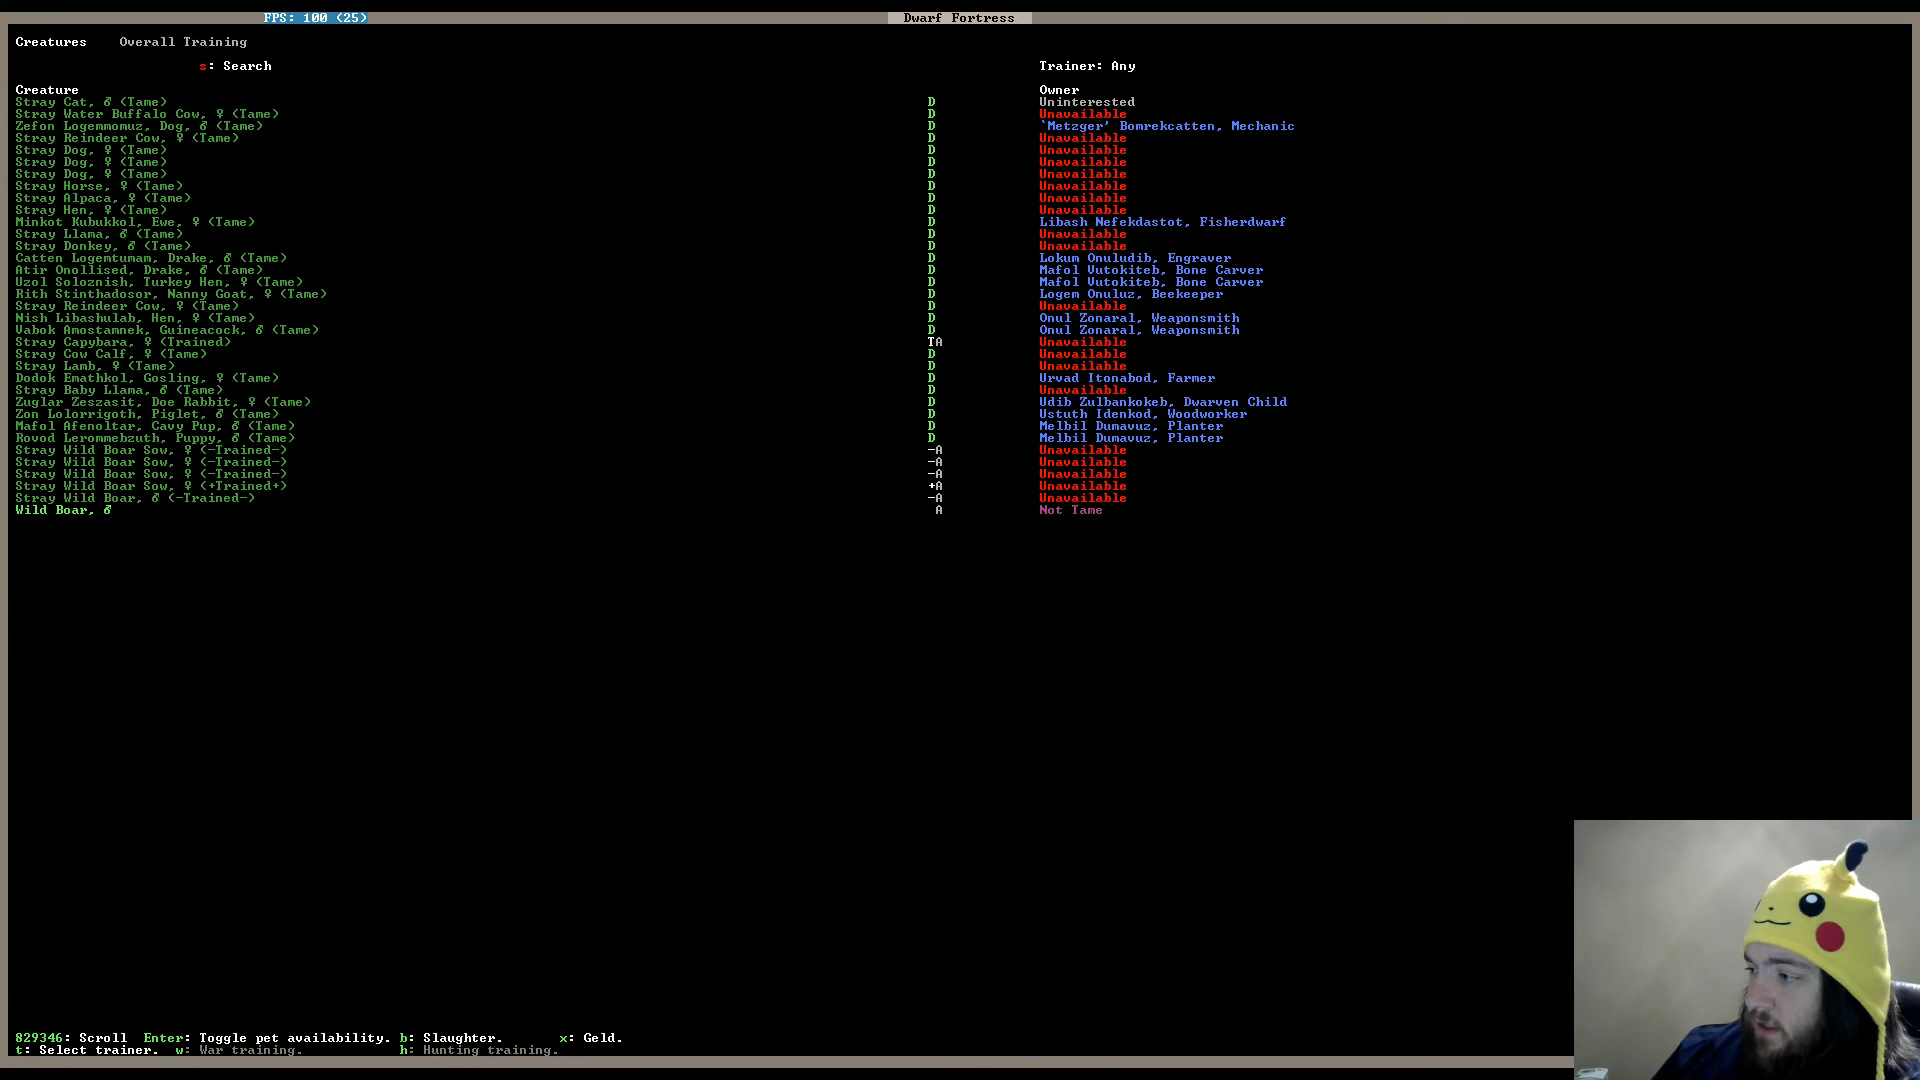 FPS: 100 (25) Dwarf Fortress
Creatures Overall Training
s: Search Trainer: Any
Creature Owner
Stray Cat, ♂ (Tame) D Uninterested
Stray Water Buffalo Cow, ♀ (Tame) D Unavailable
Zefon Logemmomuz, Dog, ♂ (Tame) D `Metzger' Bomrekcatten, Mechanic
Stray Reindeer Cow, ♀ (Tame) D Unavailable
Stray Dog, ♀ (Tame) D Unavailable
Stray Dog, ♀ (Tame) D Unavailable
Stray Dog, ♀ (Tame) D Unavailable
Stray Horse, ♀ (Tame) D Unavailable
Stray Alpaca, ♀ (Tame) D Unavailable
Stray Hen, ♀ (Tame) D Unavailable
Minkot Kubukkol, Ewe, ♀ (Tame) D Libash Nefekdastot, Fisherdwarf
Stray Llama, ♂ (Tame) D Unavailable
Stray Donkey, ♂ (Tame) D Unavailable
Catten Logemtumam, Drake, ♂ (Tame) D Lokum Onuludib, Engraver
Atir Onollised, Drake, ♂ (Tame) D Mafol Vutokiteb, Bone Carver
Uzol Soloznish, Turkey Hen, ♀ (Tame) D Mafol Vutokiteb, Bone Carver
Rith Stinthadosor, Nanny Goat, ♀ (Tame) D Logem Onuluz, Beekeeper
Stray Reindeer Cow, ♀ (Tame) D Unavailable
Nish Libashulab, Hen, ♀ (Tame) D Onul Zonaral, Weaponsmith
Vabok Amostamnek, Guineacock, ♂ (Tame) D Onul Zonaral, Weaponsmith
Stray Capybara, ♀ (Trained) TA Unavailable
Stray Cow Calf, ♀ (Tame) D Unavailable
Stray Lamb, ♀ (Tame) D Unavailable
Dodok Emathkol, Gosling, ♀ (Tame) D Urvad Itonabod, Farmer
Stray Baby Llama, ♂ (Tame) D Unavailable
Zuglar Zeszasit, Doe Rabbit, ♀ (Tame) D Udib Zulbankokeb, Dwarven Child
Zon Lolorrigoth, Piglet, ♂ (Tame) D Ustuth Idenkod, Woodworker
Mafol Afenoltar, Cavy Pup, ♂ (Tame) D Melbil Dumavuz, Planter
Rovod Lerommebzuth, Puppy, ♂ (Tame) D Melbil Dumavuz, Planter
Stray Wild Boar Sow, ♀ (-Trained-) -A Unavailable
Stray Wild Boar Sow, ♀ (-Trained-) -A Unavailable
Stray Wild Boar Sow, ♀ (-Trained-) -A Unavailable
Stray Wild Boar Sow, ♀ (+Trained+) +A Unavailable
Stray Wild Boar, ♂ (-Trained-) -A Unavailable
Wild Boar, ♂ A Not Tame
829346: Scroll Enter: Toggle pet availability. b: Slaughter. x: Geld.
t: Select trainer. w: War training. h: Hunting training.